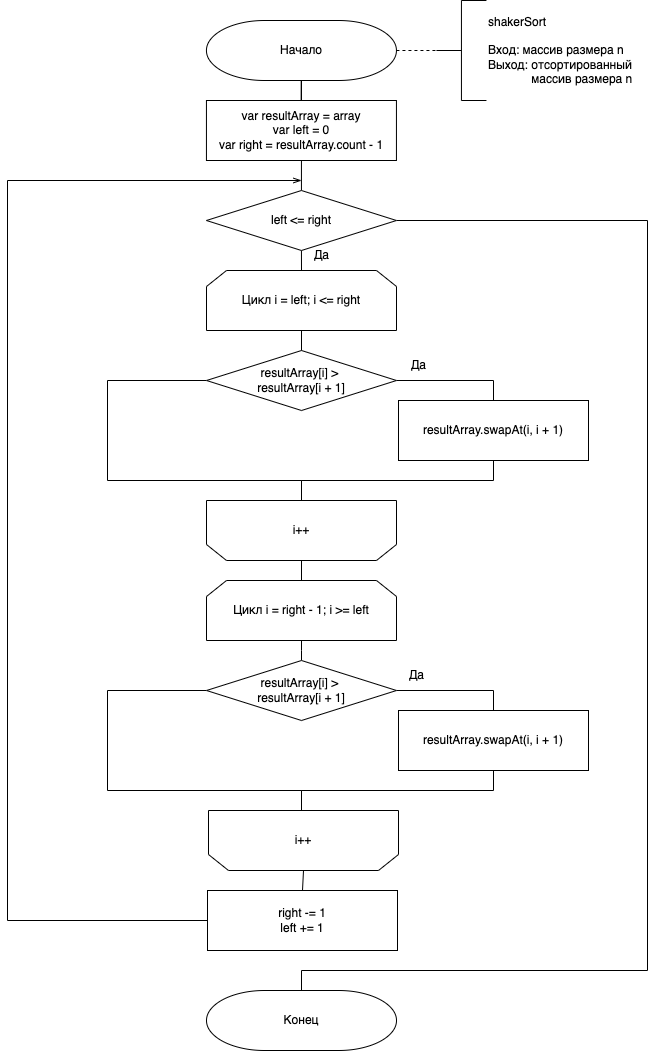 shakerSort
Вход: массив размера n
Выход: отсортированный
массив размера n
Начало
var resultArray = array
var left = 0
var right = resultArray.count - 1
left <= right
Да
Цикл i = left; i <= right
resultArray[i] >
resultArray[i + 1]
Да
resultArray.swapAt(i, i + 1)
i++
Цикл i = right - 1; i >= left
resultArray[i] >
resultArray[i + 1]
Да
resultArray.swapAt(i, i + 1)
i++
right -= 1
left += 1
Конец